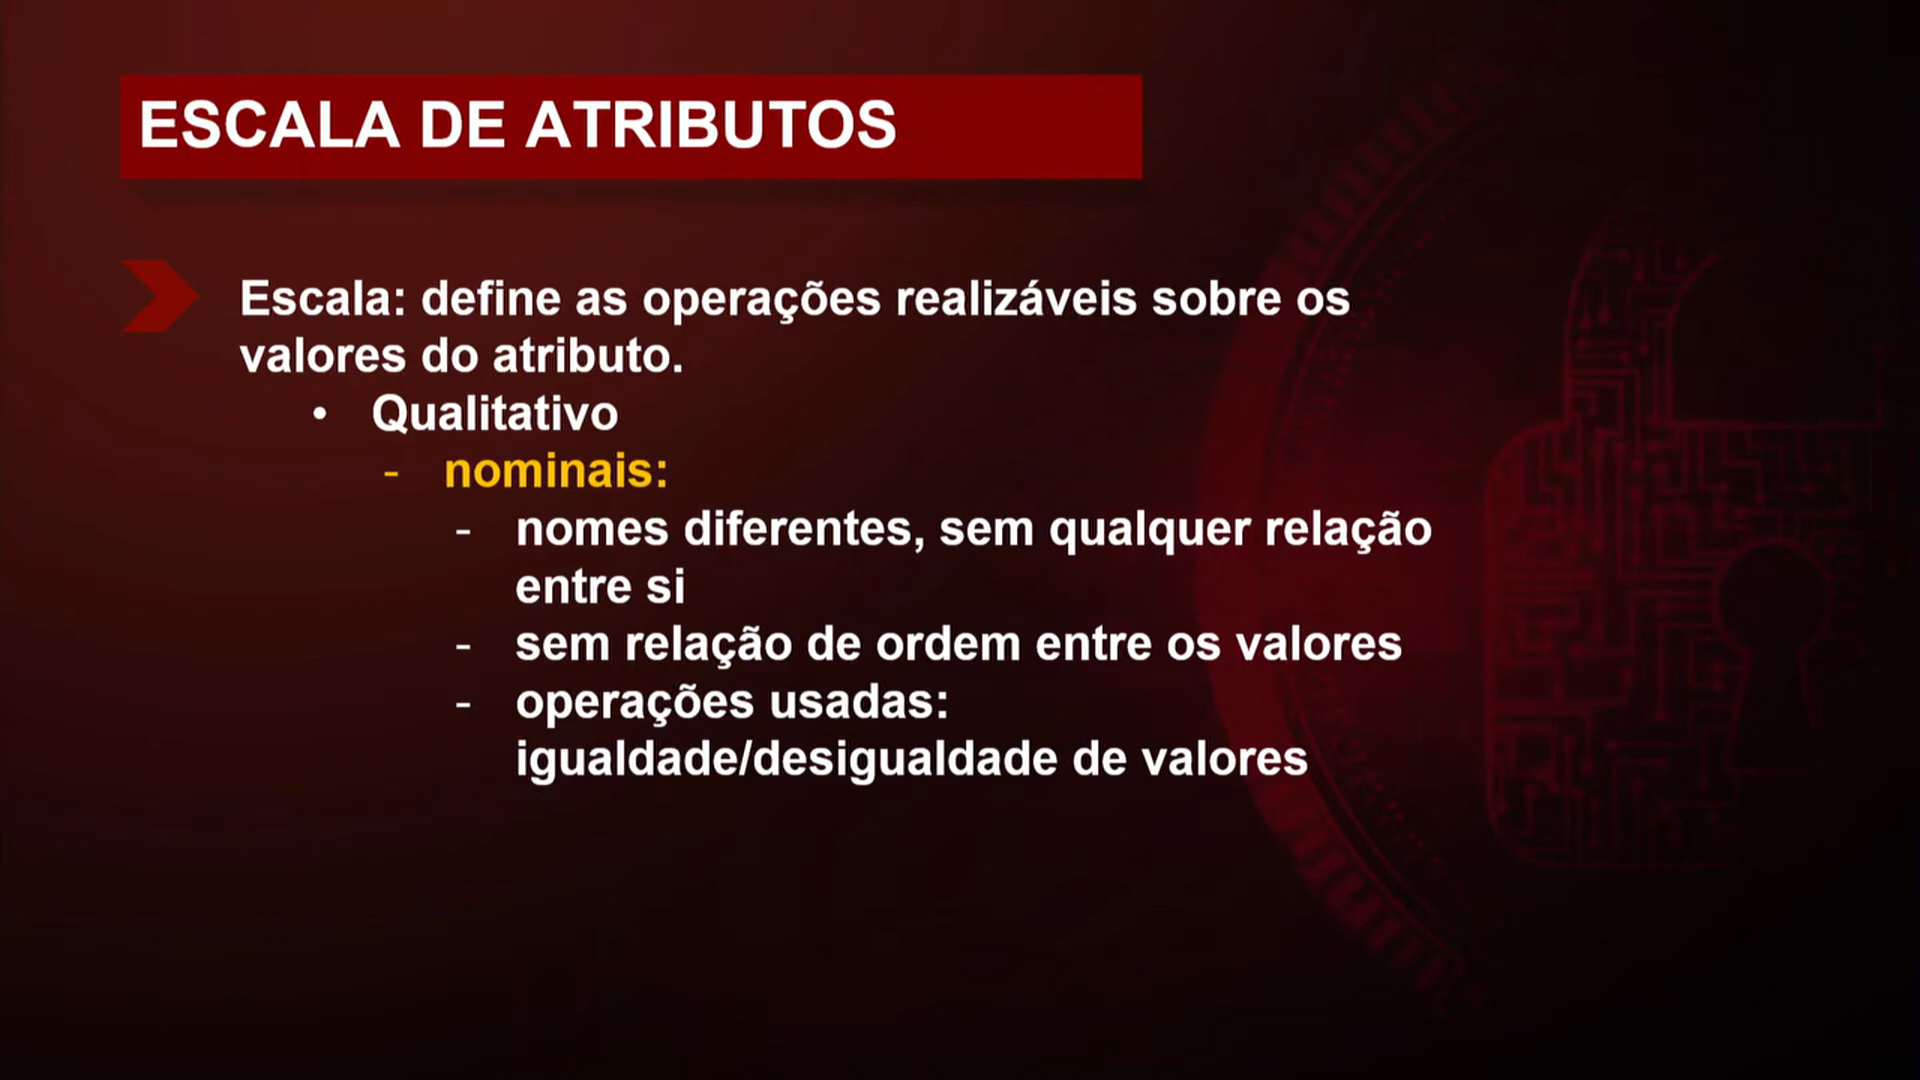 ESCALA DE ATRIBUTOS
Escala: define as operações realizáveis sobre os
valores do atributo.
• Qualitativo
- nominais:
- nomes diferentes, sem qualquer relação
entre si
- sem relação de ordem entre os valores
- operações usadas:
igualdade/desigualdade de valores